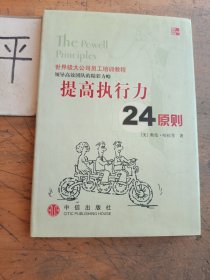 The Powell
Principles
世界级大公司员工培训教程
领导高效团队的精要方略
提高执行力
24原则
著
中信出版社
CITIC PUBLISHING HOUSE
平